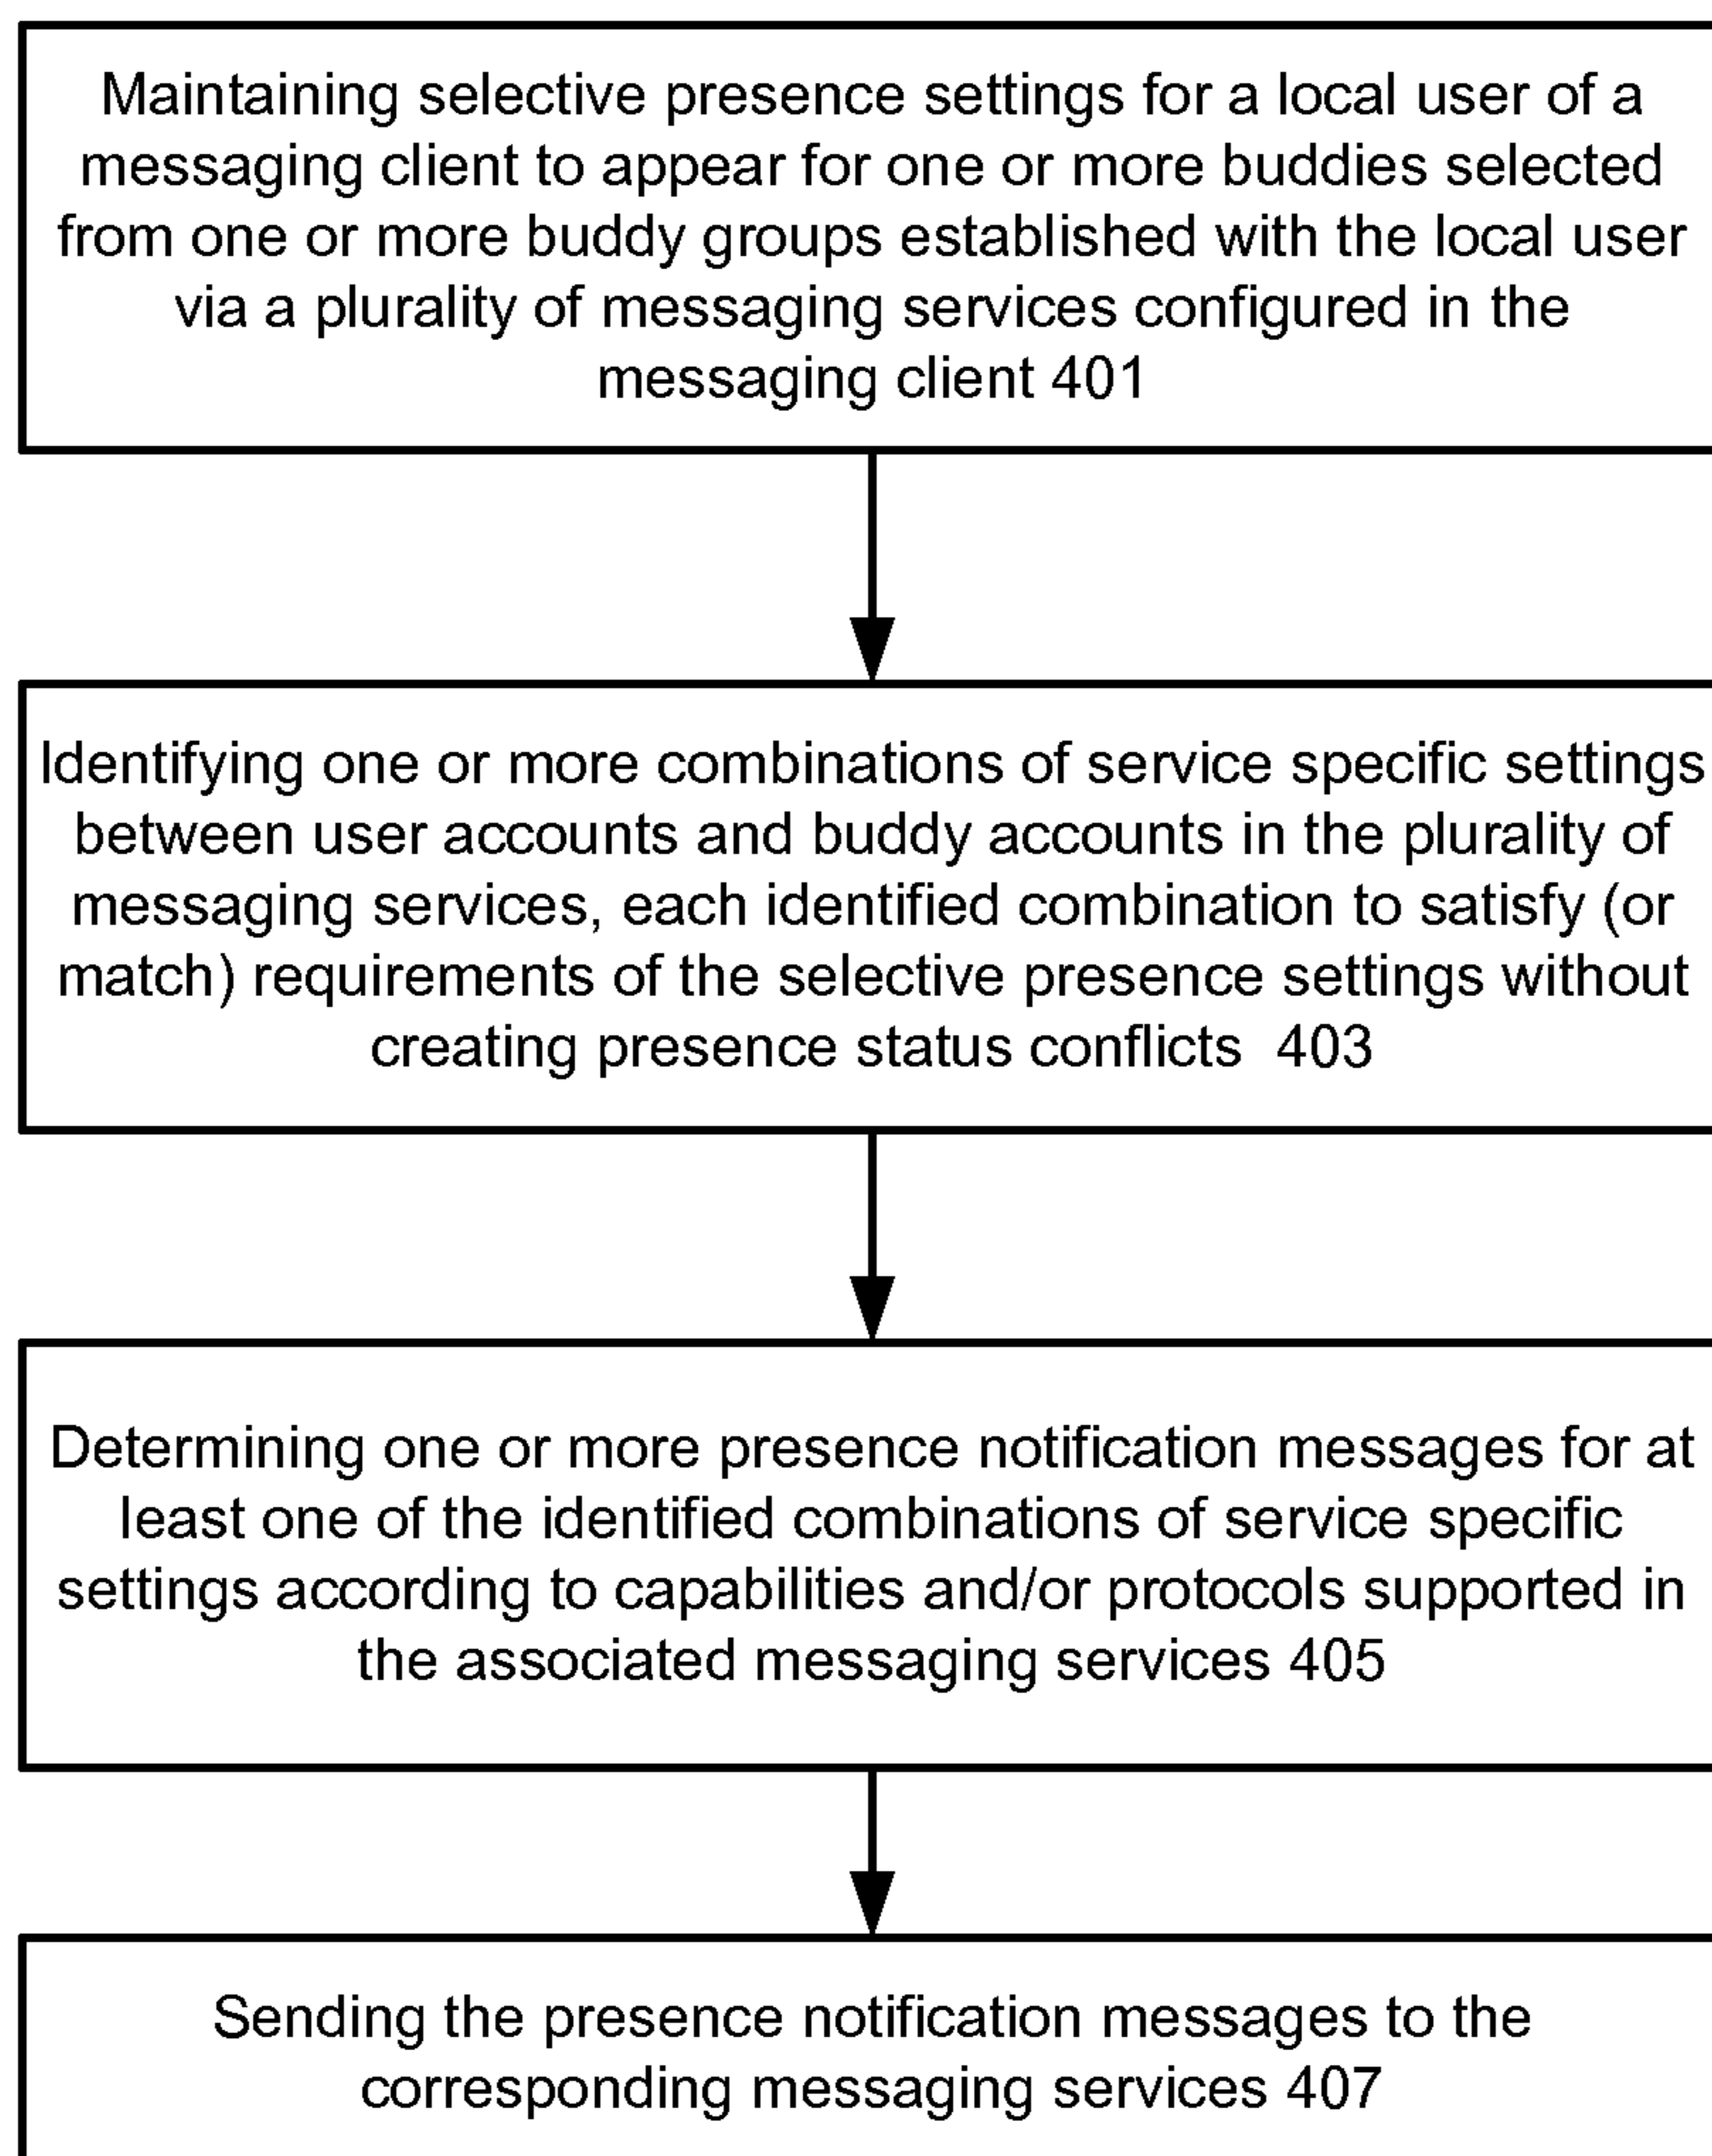 Maintaining selective presence settings for a local user of a
messaging client to appear for one or more buddies selected
from one or more buddy groups established with the local user
via a plurality of messaging services configured in the
messaging client 401
Identifying one or more combinations of service specific settings
between user accounts and buddy accounts in the plurality of
messaging services, each identified combination to satisfy (or
match) requirements of the selective presence settings without
creating presence status conflicts  403
Determining one or more presence notification messages for at
least one of the identified combinations of service specific
settings according to capabilities and/or protocols supported in
the associated messaging services 405
Sending the presence notification messages to the
corresponding messaging services 407